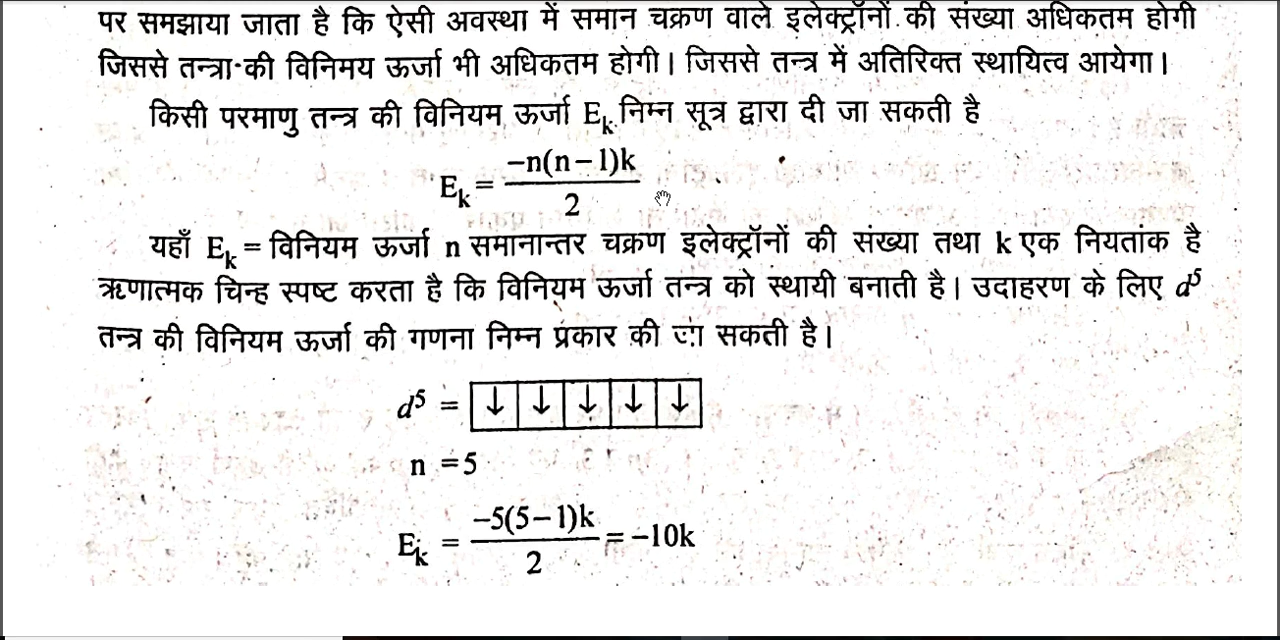 पर समझाया जाता है कि ऐसी अवस्था में समान चक्रण वाले इलेक्ट्रॉनों की संख्या अधिकतम होगी
जिससे तन्त्रा की विनिमय ऊर्जा भी अधिकतम होगी। जिससे तन्त्र में अतिरिक्त स्थायित्व आयेगा।
किसी परमाणु तन्त्र की विनियम ऊर्जा Eₖ निम्न सूत्र द्वारा दी जा सकती है
Eₖ = −n(n−1)k / 2
यहाँ Eₖ = विनियम ऊर्जा n समानान्तर चक्रण इलेक्ट्रॉनों की संख्या तथा k एक नियतांक है
ऋणात्मक चिन्ह स्पष्ट करता है कि विनियम ऊर्जा तन्त्र को स्थायी बनाती है। उदाहरण के लिए d⁵
तन्त्र की विनियम ऊर्जा की गणना निम्न प्रकार की जा सकती है।
d⁵ = ↓ ↓ ↓ ↓ ↓
n = 5
Eₖ = −5(5−1)k / 2 = −10k